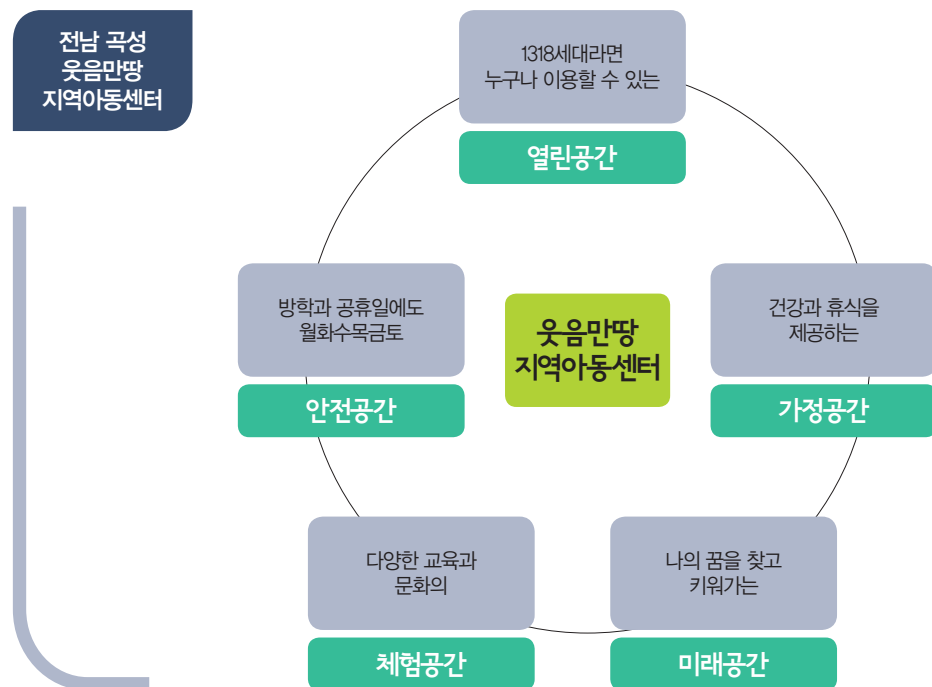 전남 곡성
웃음만땅
지역아동센터
1318세대라면
누구나 이용할 수 있는
열린공간
방학과 공휴일에도
월화수목금토
안전공간
웃음만땅
지역아동센터
건강과 휴식을
제공하는
가정공간
다양한 교육과
문화의
체험공간
나의 꿈을 찾고
키워가는
미래공간